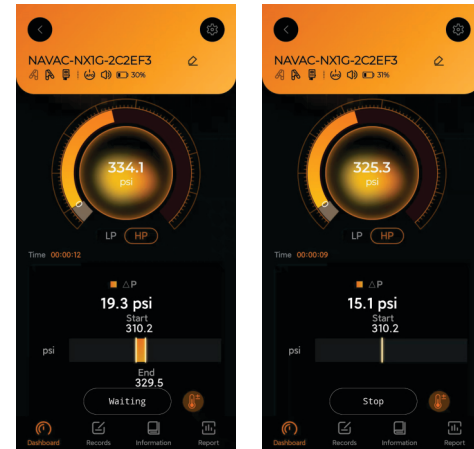 NAVAC-NX1G-2C2EF3
30%
334.1
psi
LP HP
Time 00:00:12
△P
19.3 psi
Start
310.2
psi
End
329.5
Waiting
Dashboard Records Information Report
NAVAC-NX1G-2C2EF3
31%
325.3
psi
LP HP
Time 00:00:09
△P
15.1 psi
Start
310.2
psi
Stop
Dashboard Records Information Report